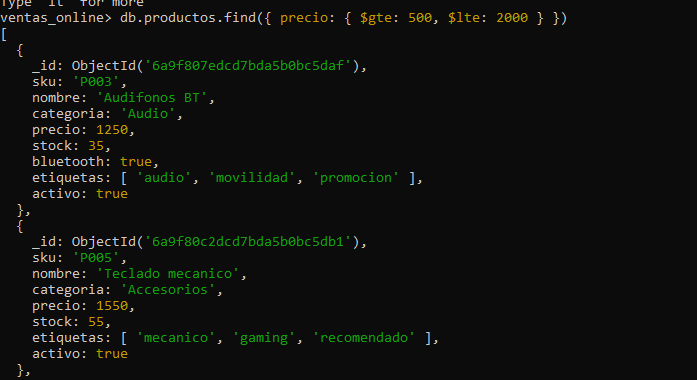 Type "it" for more
ventas_online> db.productos.find({ precio: { $gte: 500, $lte: 2000 } })
[
  {
    _id: ObjectId('6a9f807edcd7bda5b0bc5daf'),
    sku: 'P003',
    nombre: 'Audifonos BT',
    categoria: 'Audio',
    precio: 1250,
    stock: 35,
    bluetooth: true,
    etiquetas: [ 'audio', 'movilidad', 'promocion' ],
    activo: true
  },
  {
    _id: ObjectId('6a9f80c2dcd7bda5b0bc5db1'),
    sku: 'P005',
    nombre: 'Teclado mecanico',
    categoria: 'Accesorios',
    precio: 1550,
    stock: 55,
    etiquetas: [ 'mecanico', 'gaming', 'recomendado' ],
    activo: true
  },